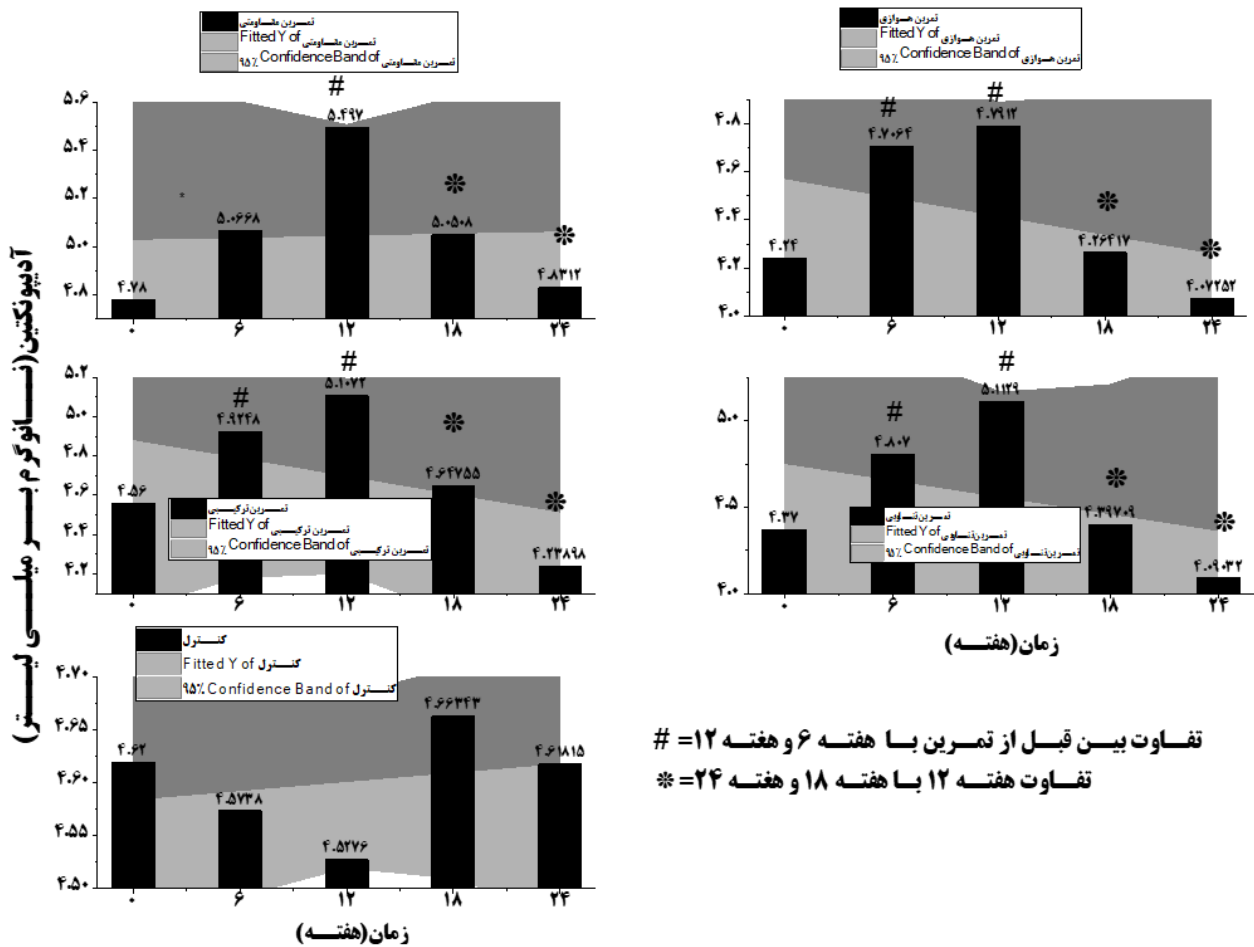 آدیپونکتین(نانوگرم بر میلی لیتر)
تمرین مقاومتی
Fitted Y of تمرین مقاومتی
۹۵٪ Confidence Band of تمرین مقاومتی
#
۵.۶
۵.۴
۵.۲
۵.۰
۴.۸
*
۴.۷۸
۵.۰۶۶۸
۵.۴۹۷
۵.۰۵۰۸
۴.۸۳۱۲
❊
❊
۰ ۶ ۱۲ ۱۸ ۲۴
تمرین هوازی
Fitted Y of تمرین هوازی
۹۵٪ Confidence Band of تمرین هوازی
# #
۴.۸
۴.۶
۴.۴
۴.۲
۴.۰
۴.۲۴
۴.۷۰۶۴
۴.۷۹۱۲
۴.۲۶۴۱۷
۴.۰۷۲۵۲
❊
❊
۰ ۶ ۱۲ ۱۸ ۲۴
# #
۵.۲
۵.۰
۴.۸
۴.۶
۴.۴
۴.۲
۴.۵۶
۴.۹۲۴۸
۵.۱۰۷۲
۴.۶۴۷۵۵
۴.۲۳۸۹۸
❊
❊
تمرین ترکیبی
Fitted Y of تمرین ترکیبی
۹۵٪ Confidence Band of تمرین ترکیبی
۰ ۶ ۱۲ ۱۸ ۲۴
# #
۵.۰
۴.۵
۴.۰
۴.۳۷
۴.۸۰۷
۵.۱۱۲۹
۴.۳۹۷۰۹
۴.۰۹۰۳۲
❊
❊
تمرین تناوبی
Fitted Y of تمرین تناوبی
۹۵٪ Confidence Band of تمرین تناوبی
۰ ۶ ۱۲ ۱۸ ۲۴
زمان(هفته)
کنترل
Fitted Y of کنترل
۹۵٪ Confidence Band of کنترل
۴.۷۰
۴.۶۵
۴.۶۰
۴.۵۵
۴.۵۰
۴.۶۲
۴.۵۷۳۸
۴.۵۲۷۶
۴.۶۶۳۴۳
۴.۶۱۸۱۵
۰ ۶ ۱۲ ۱۸ ۲۴
زمان(هفته)
تفاوت بین قبل از تمرین با هفته ۶ و هفته ۱۲= #
تفاوت هفته ۱۲ با هفته ۱۸ و هفته ۲۴= ❊